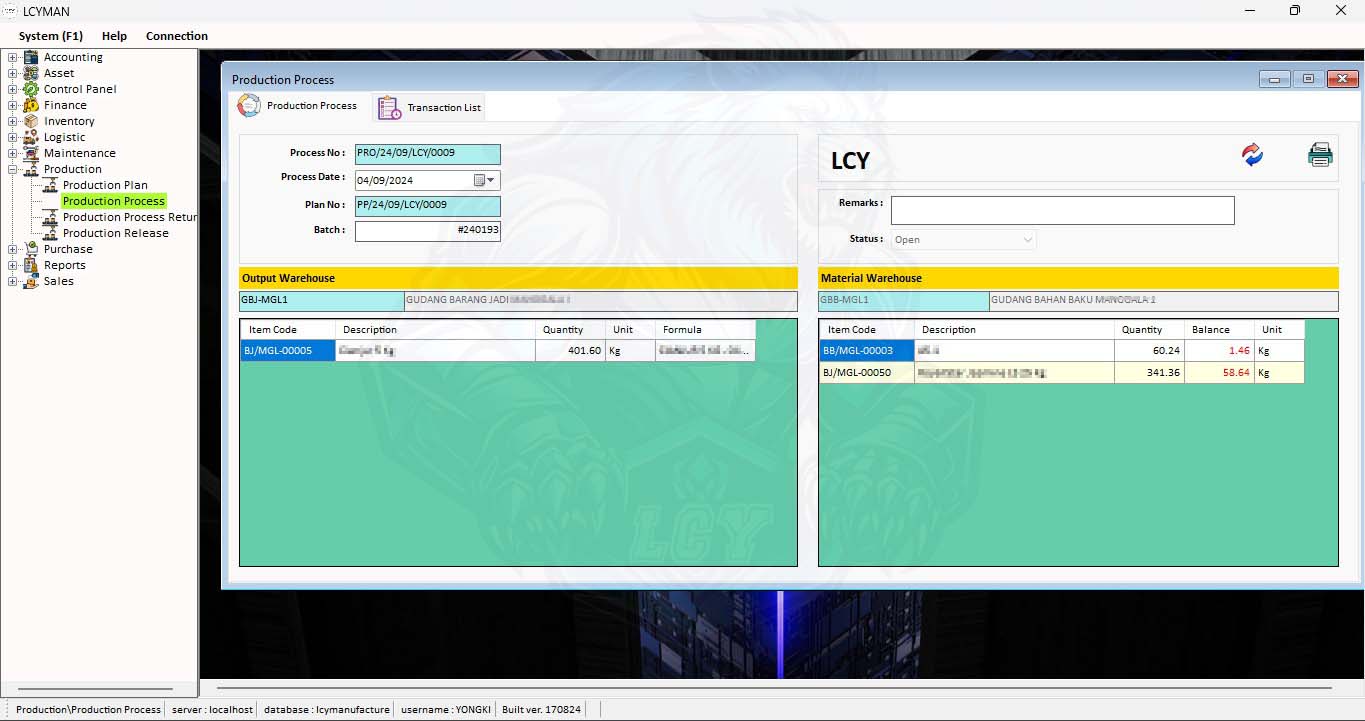 LCYMAN
System (F1) Help Connection
Accounting
Asset
Control Panel
Finance
Inventory
Logistic
Maintenance
Production
Production Plan
Production Process
Production Process Retur
Production Release
Purchase
Reports
Sales
Production Process
Production Process Transaction List
Process No : PRO/24/09/LCY/0009
Process Date : 04/09/2024
Plan No : PP/24/09/LCY/0009
Batch : #240193
LCY
Remarks :
Status : Open
Output Warehouse
GBJ-MGL1 GUDANG BARANG JADI
Item Code Description Quantity Unit Formula
BJ/MGL-00005 401.60 Kg
Material Warehouse
GBB-MGL1 GUDANG BAHAN BAKU
Item Code Description Quantity Balance Unit
BB/MGL-00003 60.24 1.46 Kg
BJ/MGL-00050 341.36 58.64 Kg
LCY
Production\Production Process server : localhost database : lcymanufacture username : YONGKI Built ver. 170824